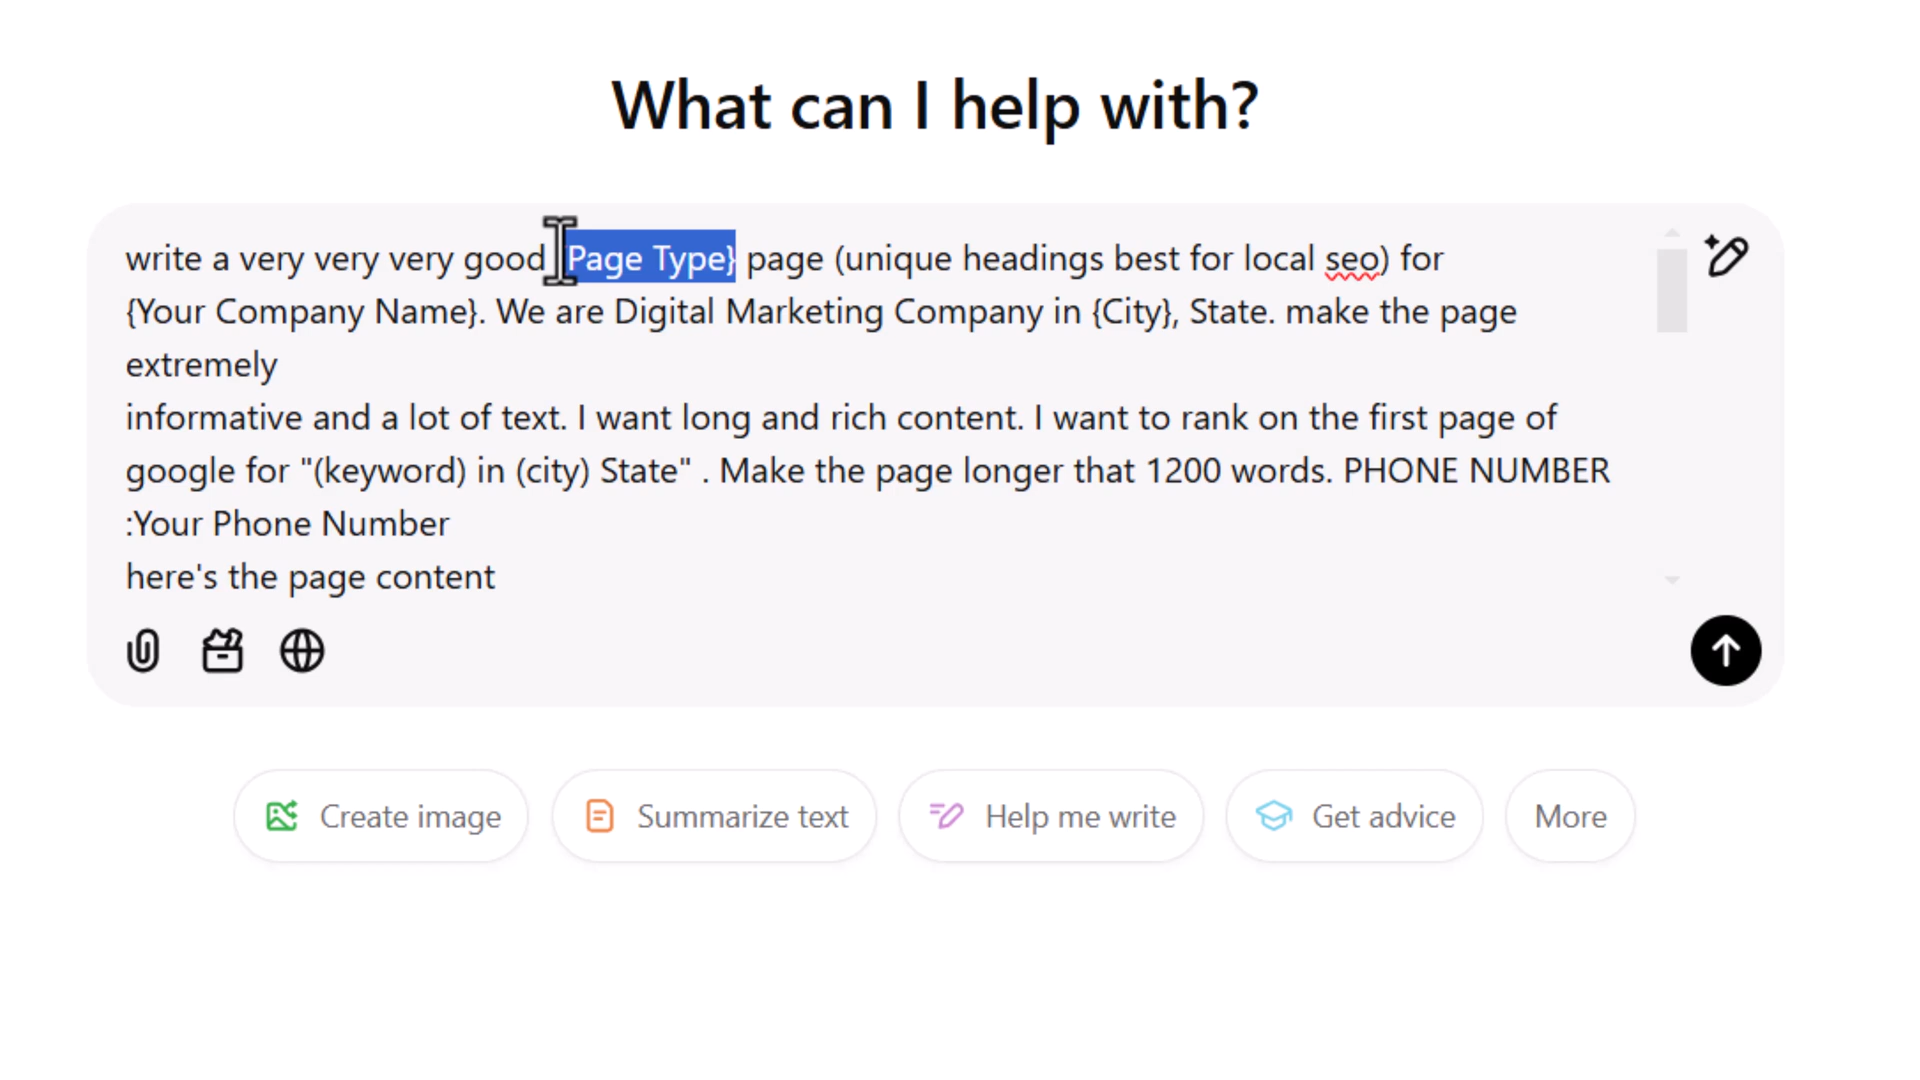 What can I help with?
write a very very very good Page Type} page (unique headings best for local seo) for
{Your Company Name}. We are Digital Marketing Company in {City}, State. make the page
extremely
informative and a lot of text. I want long and rich content. I want to rank on the first page of
google for "(keyword) in (city) State" . Make the page longer that 1200 words. PHONE NUMBER
:Your Phone Number
here's the page content
Create image
Summarize text
Help me write
Get advice
More